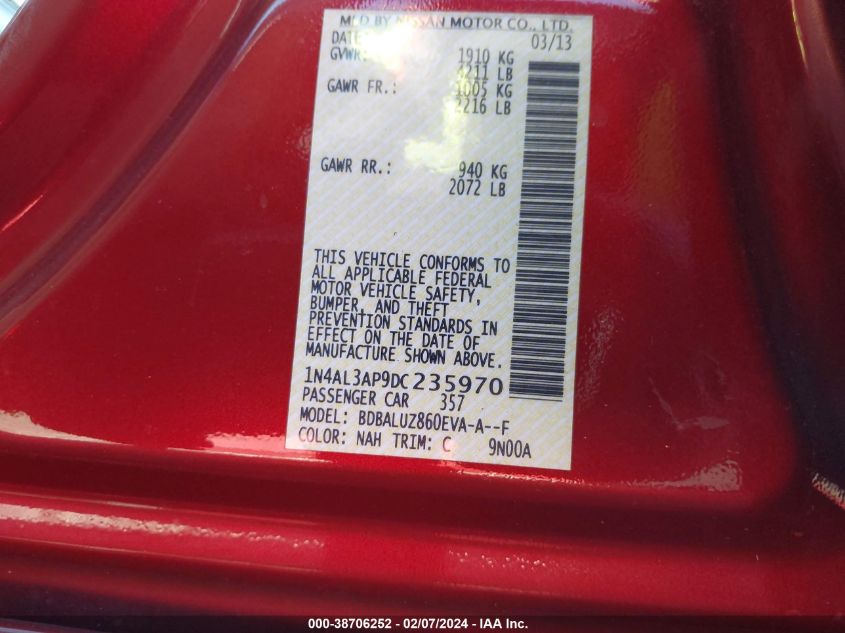 MFD BY NISSAN MOTOR CO., LTD.
DATE 03/13
GVWR: 1910 KG
4211 LB
GAWR FR.: 1005 KG
2216 LB
GAWR RR.: 940 KG
2072 LB
THIS VEHICLE CONFORMS TO
ALL APPLICABLE FEDERAL
MOTOR VEHICLE SAFETY,
BUMPER, AND THEFT
PREVENTION STANDARDS IN
EFFECT ON THE DATE OF
MANUFACTURE SHOWN ABOVE.
1N4AL3AP9DC235970
PASSENGER CAR 357
MODEL: BDBALUZ860EVA-A--F
COLOR: NAH TRIM: C 9N00A
000-38706252 - 02/07/2024 - IAA Inc.